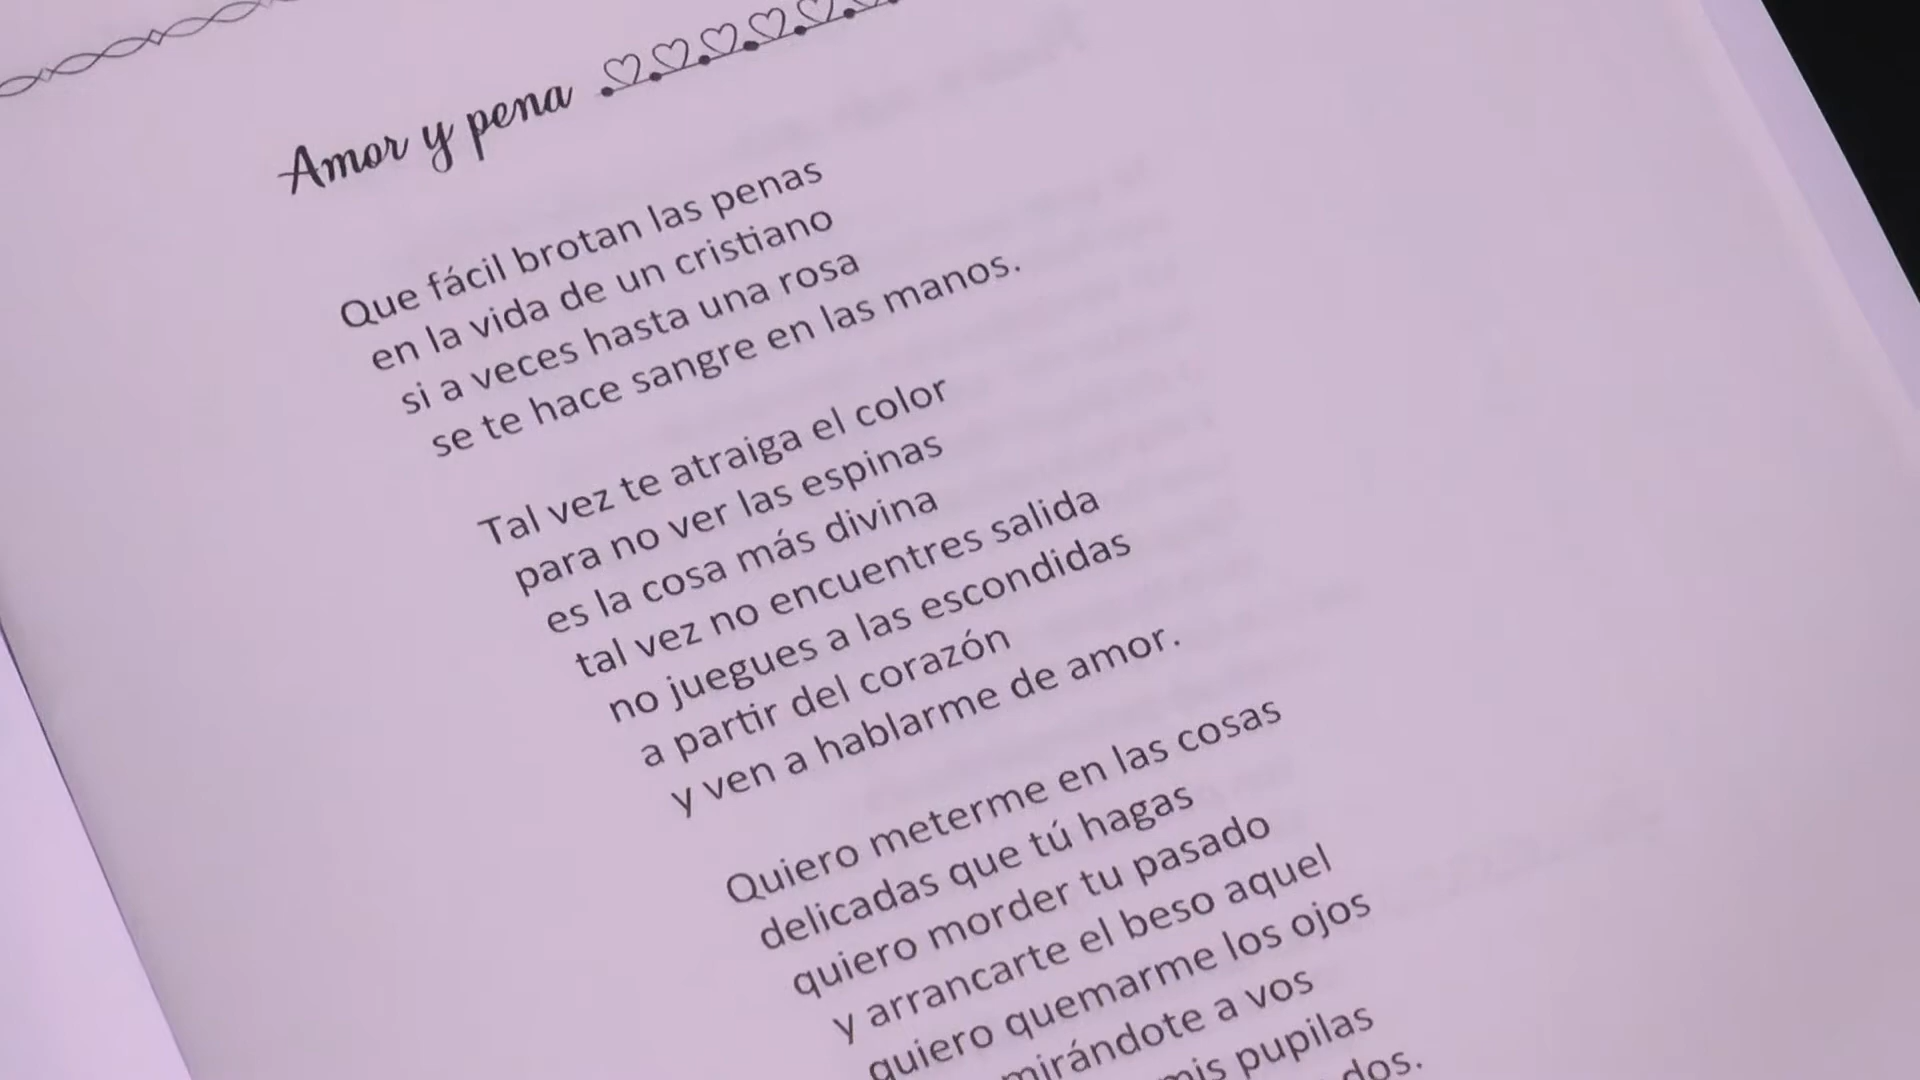 Amor y pena
Que fácil brotan las penas
en la vida de un cristiano
si a veces hasta una rosa
se te hace sangre en las manos.
Tal vez te atraiga el color
para no ver las espinas
es la cosa más divina
tal vez no encuentres salida
no juegues a las escondidas
a partir del corazón
y ven a hablarme de amor.
Quiero meterme en las cosas
delicadas que tú hagas
quiero morder tu pasado
y arrancarte el beso aquel
quiero quemarme los ojos
mirándote a vos
mis pupilas
dos.